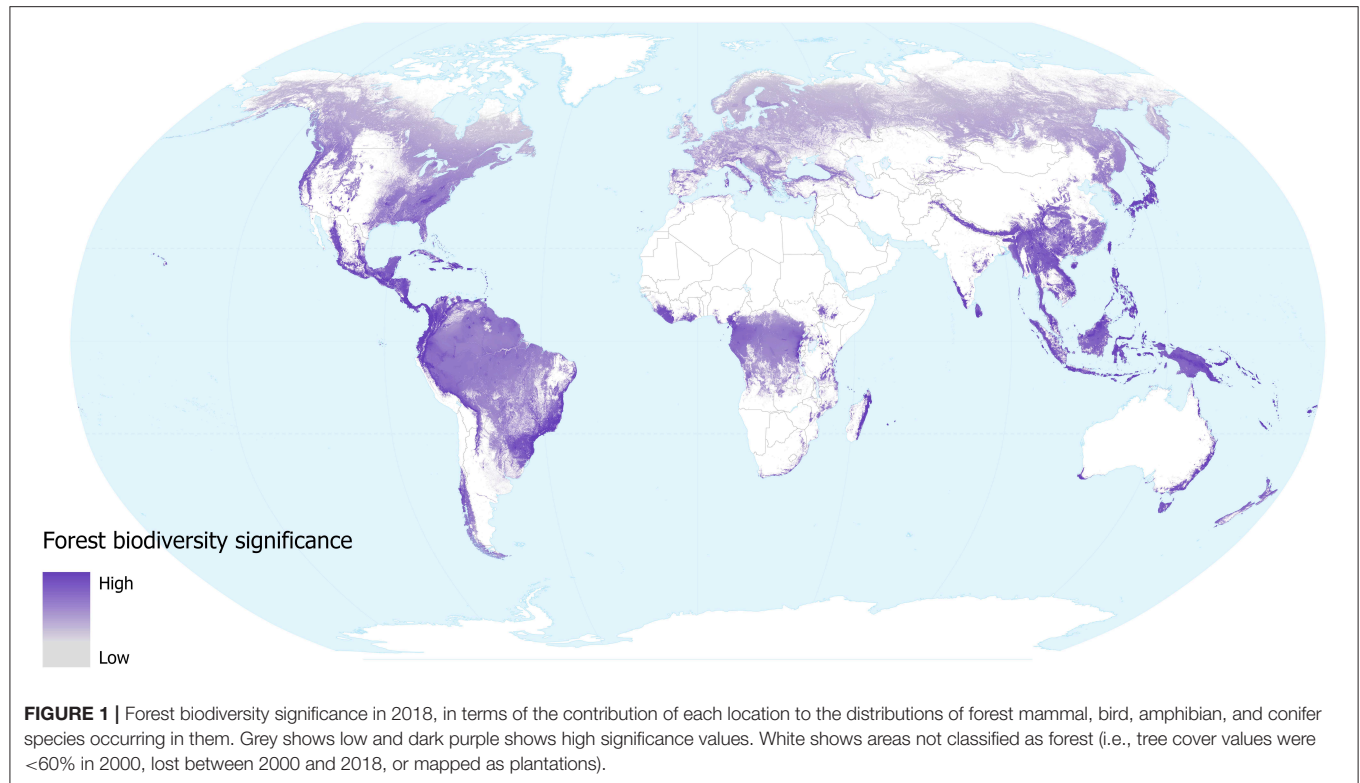 Forest biodiversity significance
High
Low
FIGURE 1 | Forest biodiversity significance in 2018, in terms of the contribution of each location to the distributions of forest mammal, bird, amphibian, and conifer
species occurring in them. Grey shows low and dark purple shows high significance values. White shows areas not classified as forest (i.e., tree cover values were
<60% in 2000, lost between 2000 and 2018, or mapped as plantations).